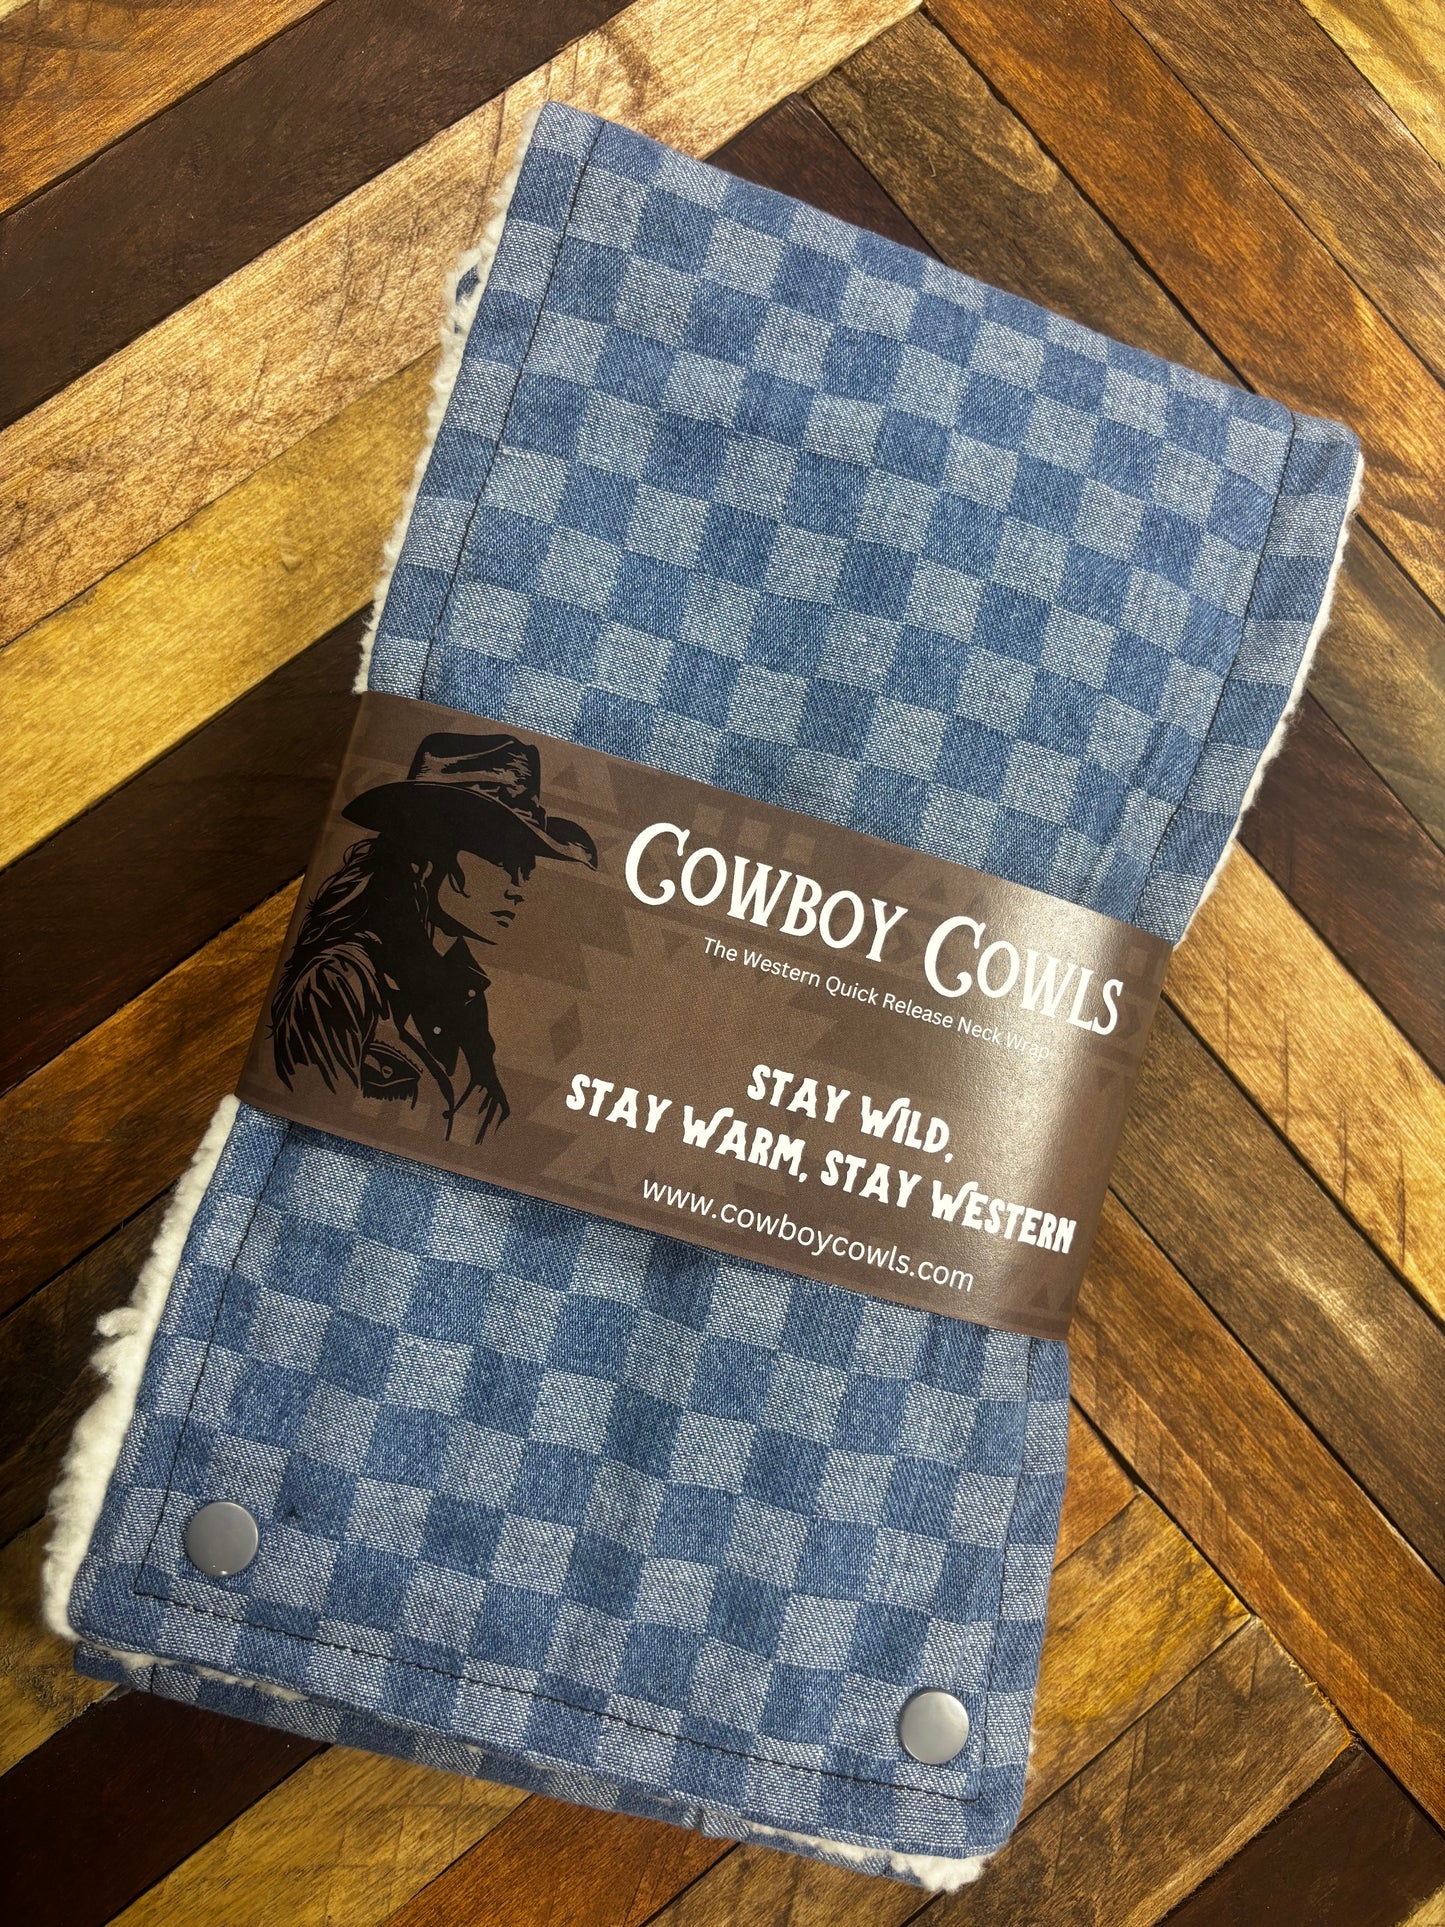 Cowboy Cowls
The Western Quick Release Neck Wrap
STAY WILD,
STAY WARM, STAY WESTERN
www.cowboycowls.com